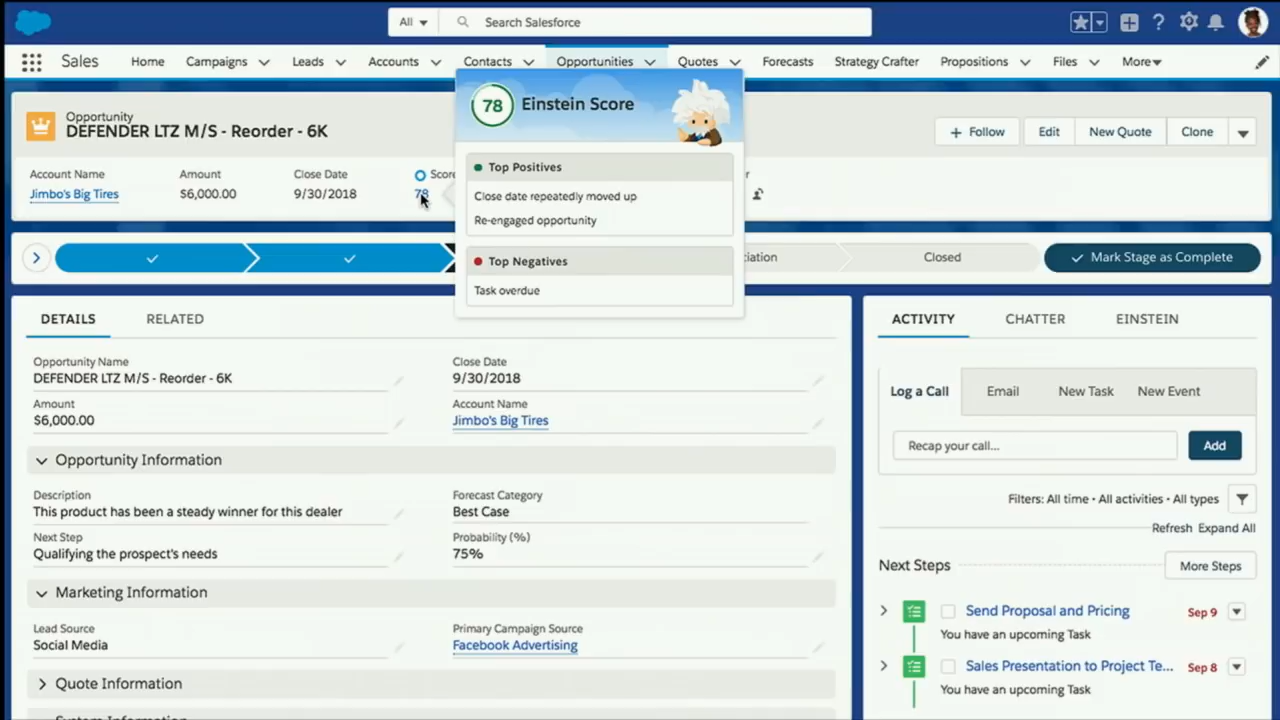 All
Search Salesforce
Sales
Home
Campaigns
Leads
Accounts
Contacts
Opportunities
Quotes
Forecasts
Strategy Crafter
Propositions
Files
More
78
Einstein Score
Opportunity
DEFENDER LTZ M/S - Reorder - 6K
+ Follow
Edit
New Quote
Clone
Account Name
Jimbo's Big Tires
Amount
$6,000.00
Close Date
9/30/2018
Score
78
Top Positives
Close date repeatedly moved up
Re-engaged opportunity
Top Negatives
Task overdue
Closed
Mark Stage as Complete
DETAILS
RELATED
Opportunity Name
DEFENDER LTZ M/S - Reorder - 6K
Close Date
9/30/2018
Amount
$6,000.00
Account Name
Jimbo's Big Tires
Opportunity Information
Description
This product has been a steady winner for this dealer
Forecast Category
Best Case
Next Step
Qualifying the prospect's needs
Probability (%)
75%
Marketing Information
Lead Source
Social Media
Primary Campaign Source
Facebook Advertising
Quote Information
ACTIVITY
CHATTER
EINSTEIN
Log a Call
Email
New Task
New Event
Recap your call...
Add
Filters: All time • All activities • All types
Refresh Expand All
Next Steps
More Steps
Send Proposal and Pricing
Sep 9
You have an upcoming Task
Sales Presentation to Project Te...
Sep 8
You have an upcoming Task